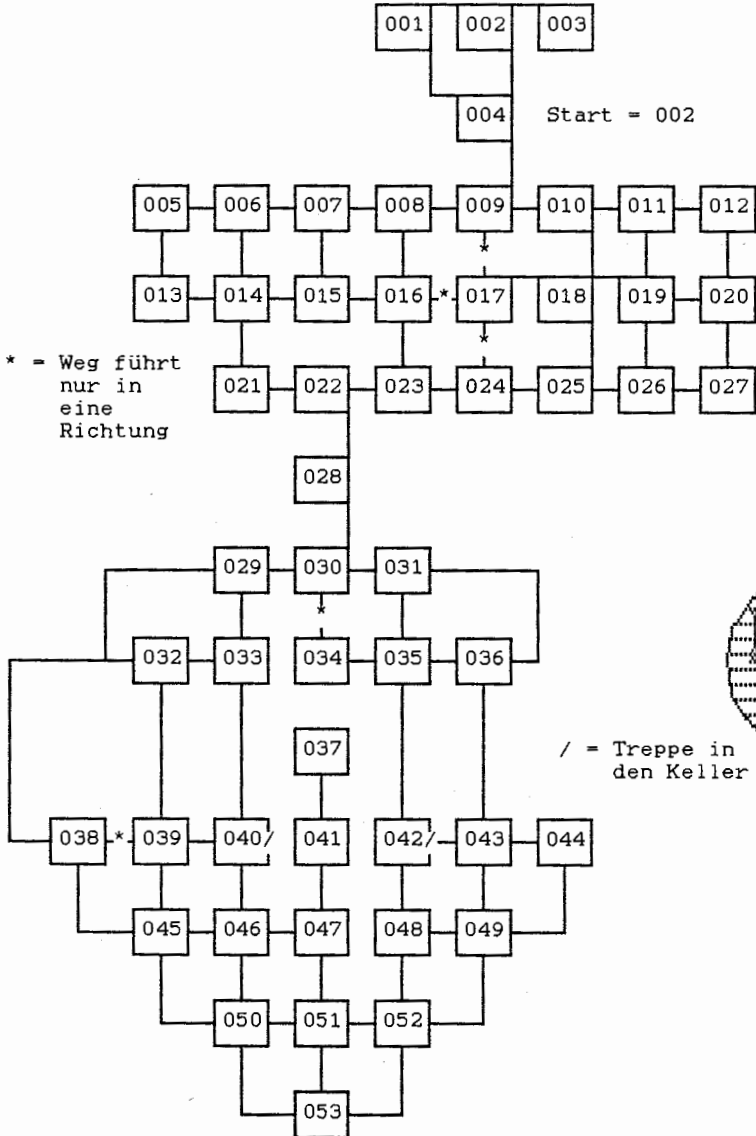 001 002 003
004 Start = 002
005 006 007 008 009 010 011 012
*
013 014 015 016 * 017 018 019 020
*
* = Weg führt
nur in
eine
Richtung
021 022 023 024 025 026 027
028
029 030 031
*
032 033 034 035 036
037
/ = Treppe in
den Keller
038 * 039 040/ 041 042/ 043 044
045 046 047 048 049
050 051 052
053